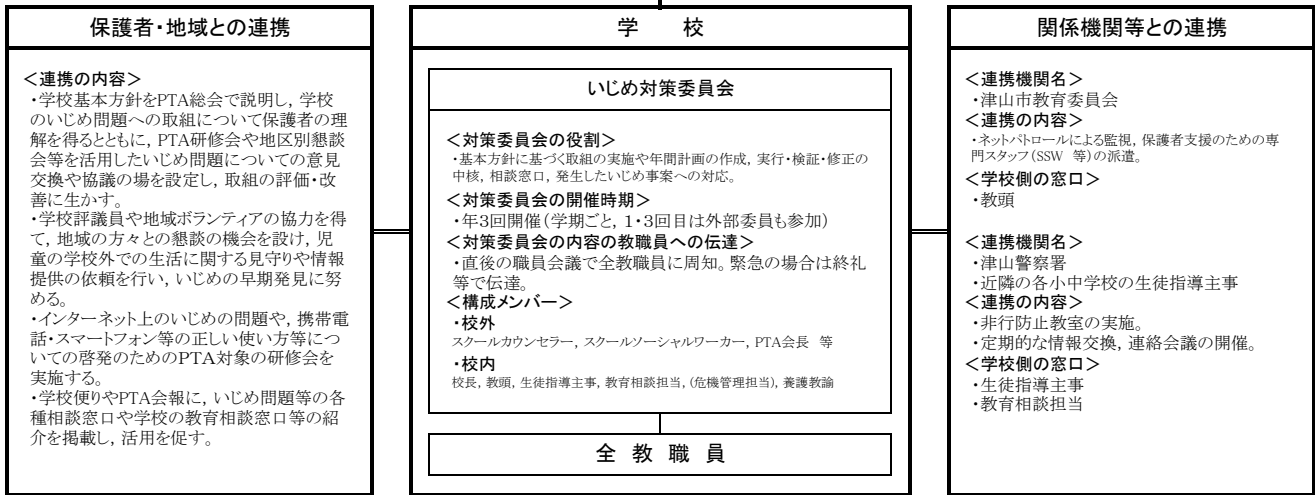 保護者・地域との連携
＜連携の内容＞
・学校基本方針をPTA総会で説明し，学校
のいじめ問題への取組について保護者の理
解を得るとともに，PTA研修会や地区別懇談
会等を活用したいじめ問題についての意見
交換や協議の場を設定し，取組の評価・改
善に生かす。
・学校評議員や地域ボランティアの協力を得
て，地域の方々との懇談の機会を設け，児
童の学校外での生活に関する見守りや情報
提供の依頼を行い，いじめの早期発見に努
める。
・インターネット上のいじめの問題や，携帯電
話・スマートフォン等の正しい使い方等につ
いての啓発のためのPTA対象の研修会を
実施する。
・学校便りやPTA会報に，いじめ問題等の各
種相談窓口や学校の教育相談窓口等の紹
介を掲載し，活用を促す。
学 校
いじめ対策委員会
＜対策委員会の役割＞
・基本方針に基づく取組の実施や年間計画の作成，実行・検証・修正の
中核，相談窓口，発生したいじめ事案への対応。
＜対策委員会の開催時期＞
・年3回開催（学期ごと，1・3回目は外部委員も参加）
＜対策委員会の内容の教職員への伝達＞
・直後の職員会議で全教職員に周知。緊急の場合は終礼
等で伝達。
＜構成メンバー＞
・校外
スクールカウンセラー，スクールソーシャルワーカー，PTA会長 等
・校内
校長，教頭，生徒指導主事，教育相談担当，（危機管理担当），養護教諭
全 教 職 員
関係機関等との連携
＜連携機関名＞
・津山市教育委員会
＜連携の内容＞
・ネットパトロールによる監視，保護者支援のための専
門スタッフ（SSW 等）の派遣。
＜学校側の窓口＞
・教頭
＜連携機関名＞
・津山警察署
・近隣の各小中学校の生徒指導主事
＜連携の内容＞
・非行防止教室の実施。
・定期的な情報交換，連絡会議の開催。
＜学校側の窓口＞
・生徒指導主事
・教育相談担当